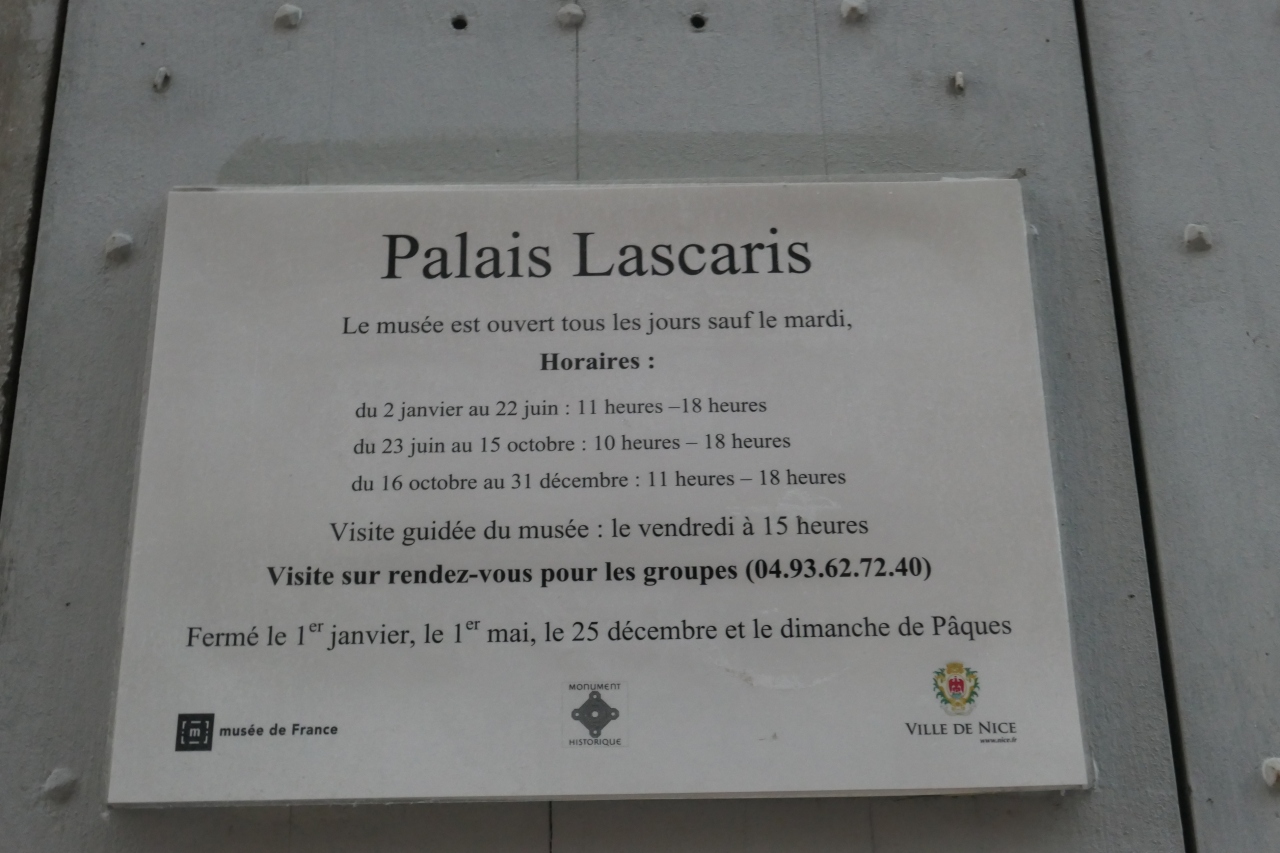 Palais Lascaris
Le musée est ouvert tous les jours sauf le mardi,
Horaires :
du 2 janvier au 22 juin : 11 heures –18 heures
du 23 juin au 15 octobre : 10 heures – 18 heures
du 16 octobre au 31 décembre : 11 heures – 18 heures
Visite guidée du musée : le vendredi à 15 heures
Visite sur rendez-vous pour les groupes (04.93.62.72.40)
Fermé le 1er janvier, le 1er mai, le 25 décembre et le dimanche de Pâques
[m] musée de France
MONUMENT
HISTORIQUE
VILLE DE NICE
www.nice.fr